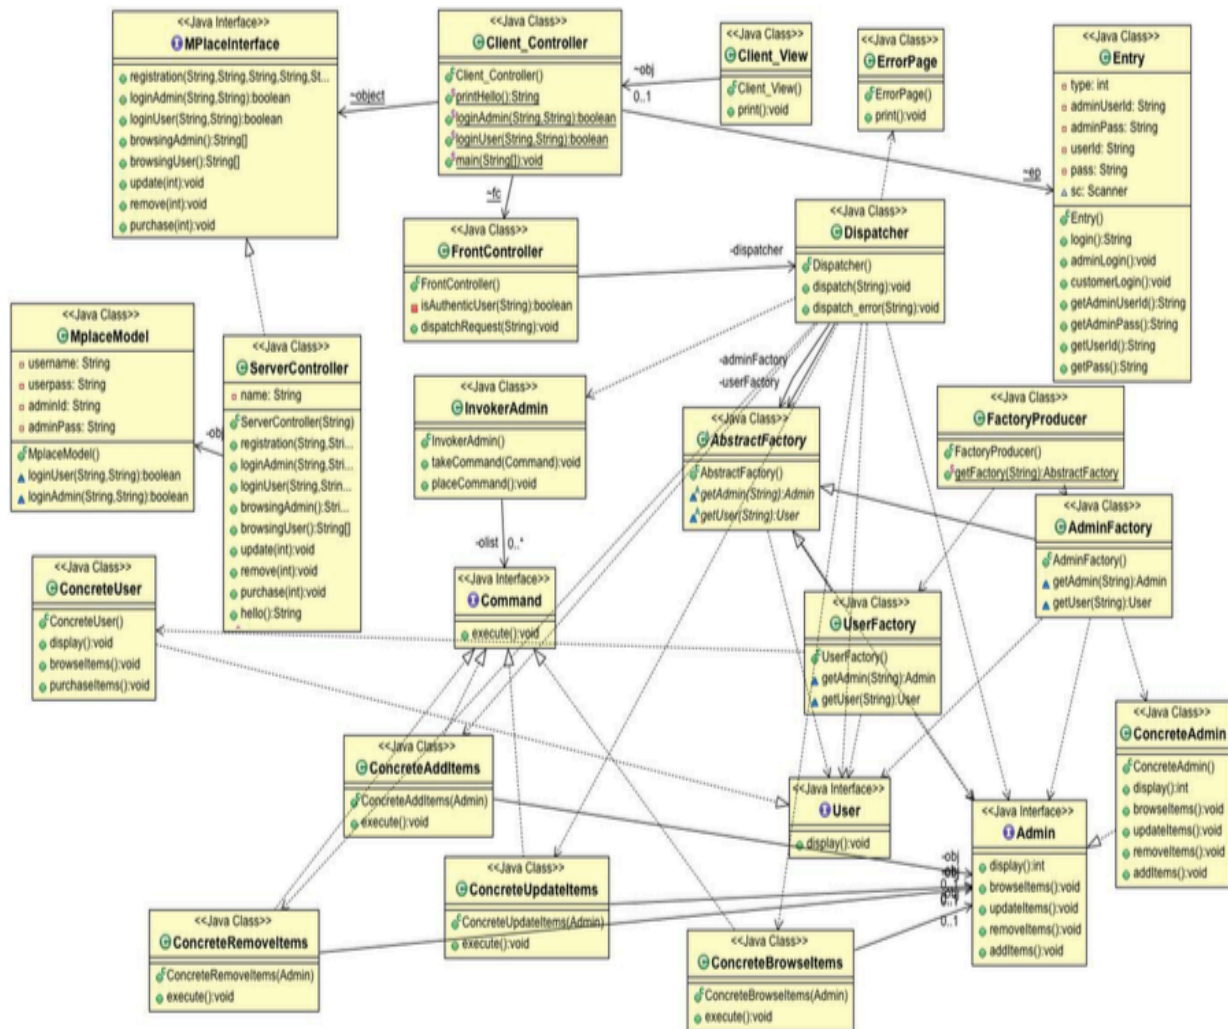 <<Java Interface>>
MPlaceInterface
registration(String,String,String,String,St...
loginAdmin(String,String):boolean
loginUser(String,String):boolean
browsingAdmin():String[]
browsingUser():String[]
update(int):void
remove(int):void
purchase(int):void
<<Java Class>>
Client_Controller
Client_Controller()
printHello():String
loginAdmin(String,String):boolean
loginUser(String,String):boolean
main(String[]):void
<<Java Class>>
Client_View
Client_View()
print():void
<<Java Class>>
ErrorPage
ErrorPage()
print():void
<<Java Class>>
Entry
type: int
adminUserId: String
adminPass: String
userId: String
pass: String
sc: Scanner
Entry()
login():String
adminLogin():void
customerLogin():void
getAdminUserId():String
getAdminPass():String
getUserId():String
getPass():String
~obj
0..1
~object
~ep
~fc
<<Java Class>>
FrontController
FrontController()
isAuthenticUser(String):boolean
dispatchRequest(String):void
-dispatcher
<<Java Class>>
Dispatcher
Dispatcher()
dispatch(String):void
dispatch_error(String):void
<<Java Class>>
MplaceModel
username: String
userpass: String
adminId: String
adminPass: String
MplaceModel()
loginUser(String,String):boolean
loginAdmin(String,String):boolean
-obj
<<Java Class>>
ServerController
name: String
ServerController(String)
registration(String,Stri...
loginAdmin(String,Stri...
loginUser(String,Strin...
browsingAdmin():Stri...
browsingUser():String[]
update(int):void
remove(int):void
purchase(int):void
hello():String
<<Java Class>>
InvokerAdmin
InvokerAdmin()
takeCommand(Command):void
placeCommand():void
-adminFactory
-userFactory
<<Java Class>>
AbstractFactory
AbstractFactory()
getAdmin(String):Admin
getUser(String):User
<<Java Class>>
FactoryProducer
FactoryProducer()
getFactory(String):AbstractFactory
<<Java Class>>
AdminFactory
AdminFactory()
getAdmin(String):Admin
getUser(String):User
-olist 0..*
<<Java Interface>>
Command
execute():void
<<Java Class>>
ConcreteUser
ConcreteUser()
display():void
browseItems():void
purchaseItems():void
<<Java Class>>
UserFactory
UserFactory()
getAdmin(String):Admin
getUser(String):User
<<Java Class>>
ConcreteAdmin
ConcreteAdmin()
display():int
browseItems():void
updateItems():void
removeItems():void
addItems():void
<<Java Class>>
ConcreteAddItems
ConcreteAddItems(Admin)
execute():void
<<Java Interface>>
User
display():void
<<Java Interface>>
Admin
display():int
browseItems():void
updateItems():void
removeItems():void
addItems():void
-obj
0..1
<<Java Class>>
ConcreteUpdateItems
ConcreteUpdateItems(Admin)
execute():void
<<Java Class>>
ConcreteRemoveItems
ConcreteRemoveItems(Admin)
execute():void
<<Java Class>>
ConcreteBrowseItems
ConcreteBrowseItems(Admin)
execute():void